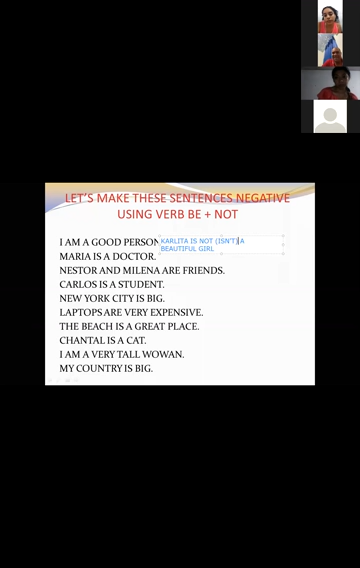 LET'S MAKE THESE SENTENCES NEGATIVE
USING VERB BE + NOT
I AM A GOOD PERSON
KARLITA IS NOT (ISN'T) A
BEAUTIFUL GIRL
MARIA IS A DOCTOR.
NESTOR AND MILENA ARE FRIENDS.
CARLOS IS A STUDENT.
NEW YORK CITY IS BIG.
LAPTOPS ARE VERY EXPENSIVE.
THE BEACH IS A GREAT PLACE.
CHANTAL IS A CAT.
I AM A VERY TALL WOWAN.
MY COUNTRY IS BIG.